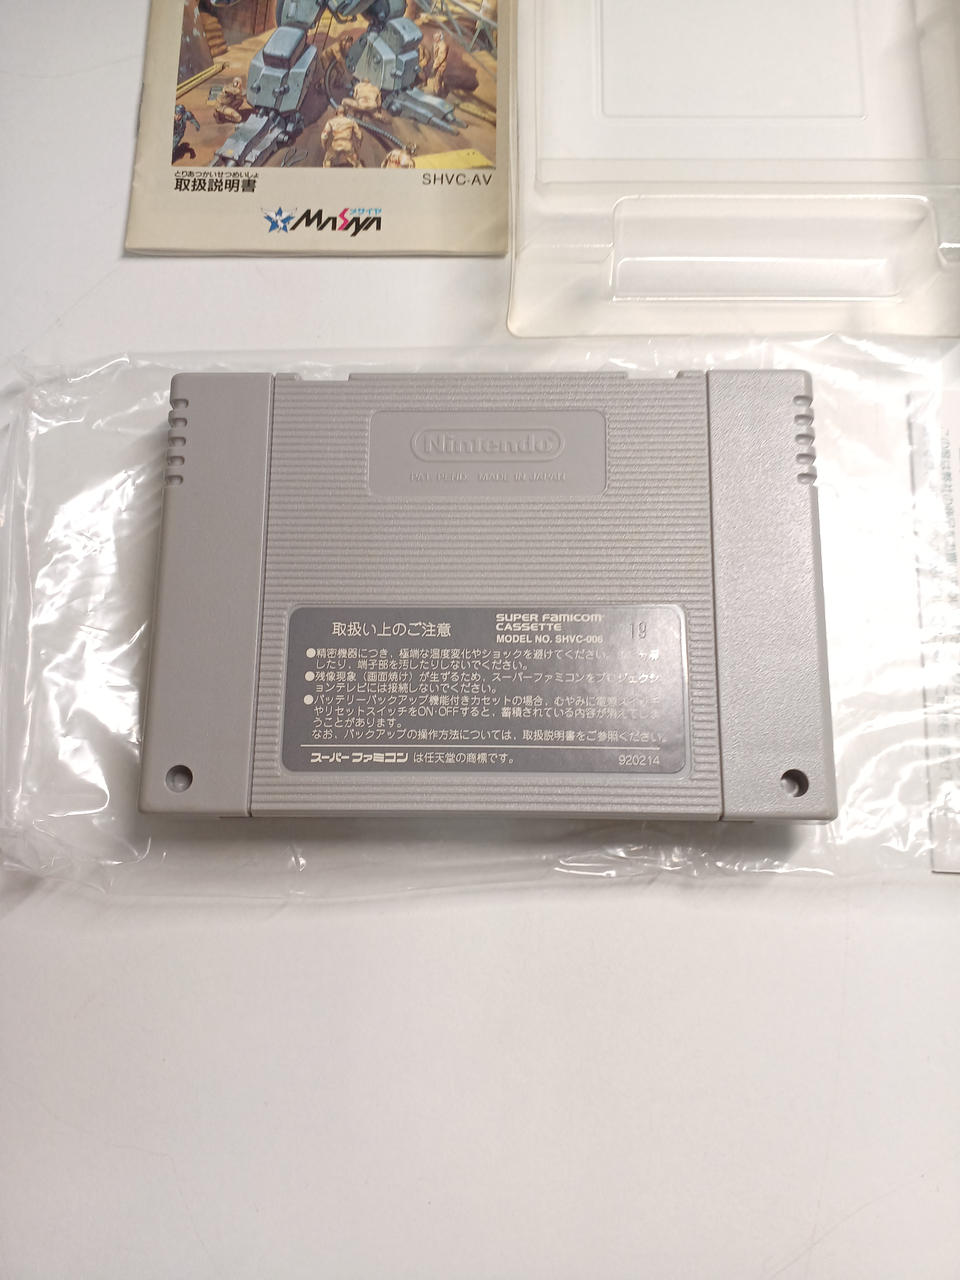 とりあつかいせつめいしょ
取扱説明書
SHVC-AV
メサイヤ
MASAYA
Nintendo
PAT. PEND. MADE IN JAPAN
取扱い上のご注意
SUPER FAMICOM
CASSETTE
MODEL NO. SHVC-006
19
●精密機器につき、極端な温度変化やショックを避けてください。
したり、端子部を汚したりしないでください。
●残像現象（画面焼け）が生ずるため、スーパーファミコンをプロジェクシ
ョンテレビには接続しないでください。
●バッテリーバックアップ機能付きカセットの場合、むやみに電源スイッチ
やリセットスイッチをON・OFFすると、蓄積されている内容が消えてしま
うことがあります。
なお、バックアップの操作方法については、取扱説明書をご参照ください。
スーパーファミコン は任天堂の商標です。
920214